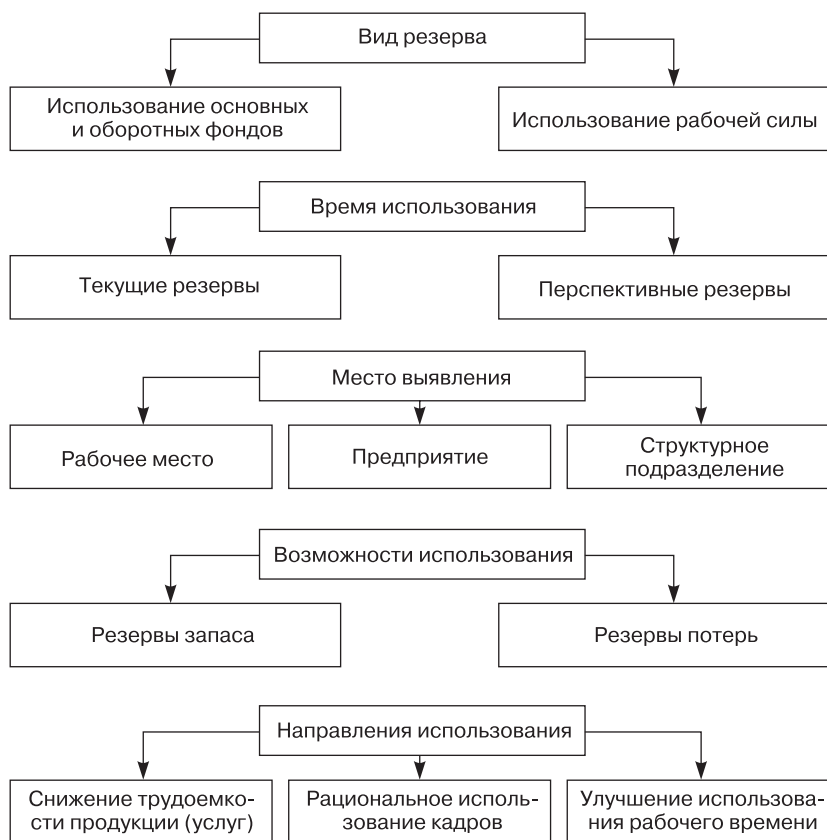 Вид резерва
Использование основных
и оборотных фондов
Использование рабочей силы
Время использования
Текущие резервы
Перспективные резервы
Место выявления
Рабочее место
Предприятие
Структурное
подразделение
Возможности использования
Резервы запаса
Резервы потерь
Направления использования
Снижение трудоемко-
сти продукции (услуг)
Рациональное исполь-
зование кадров
Улучшение использова-
ния рабочего времени